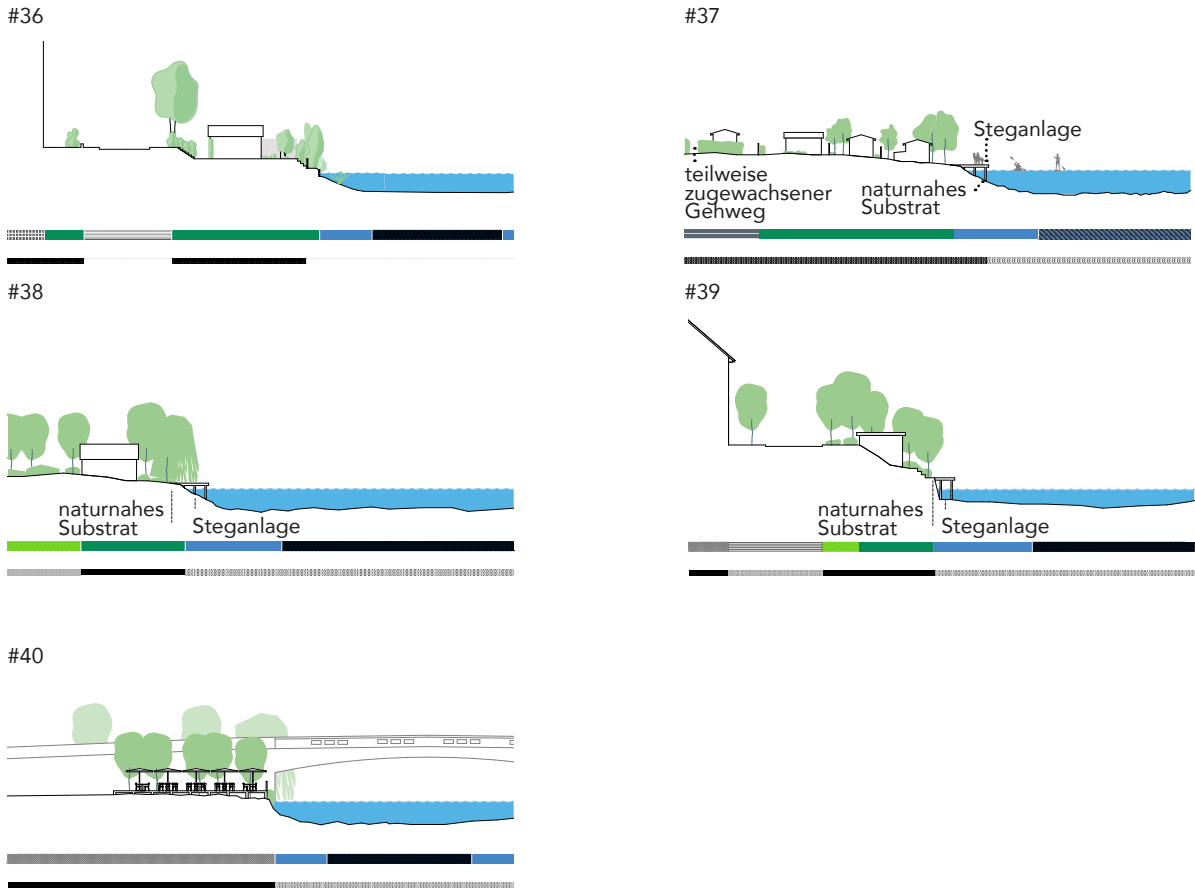 #36
#37
Steganlage
teilweise
zugewachsener
Gehweg
naturnahes
Substrat
#38
naturnahes
Substrat
Steganlage
#39
naturnahes
Substrat
Steganlage
#40